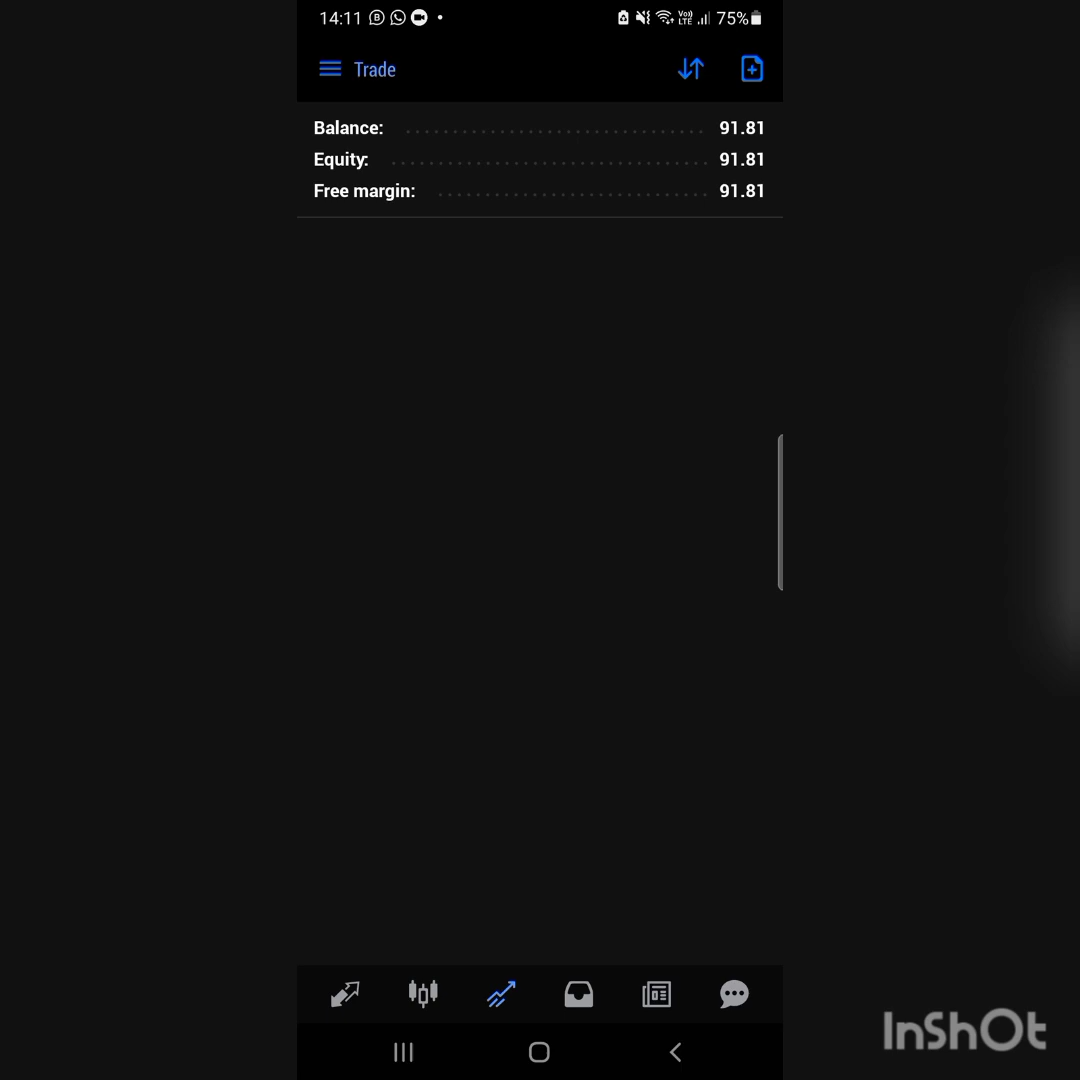 14:11 75%
Trade
Balance: 91.81
Equity: 91.81
Free margin: 91.81
InShOt